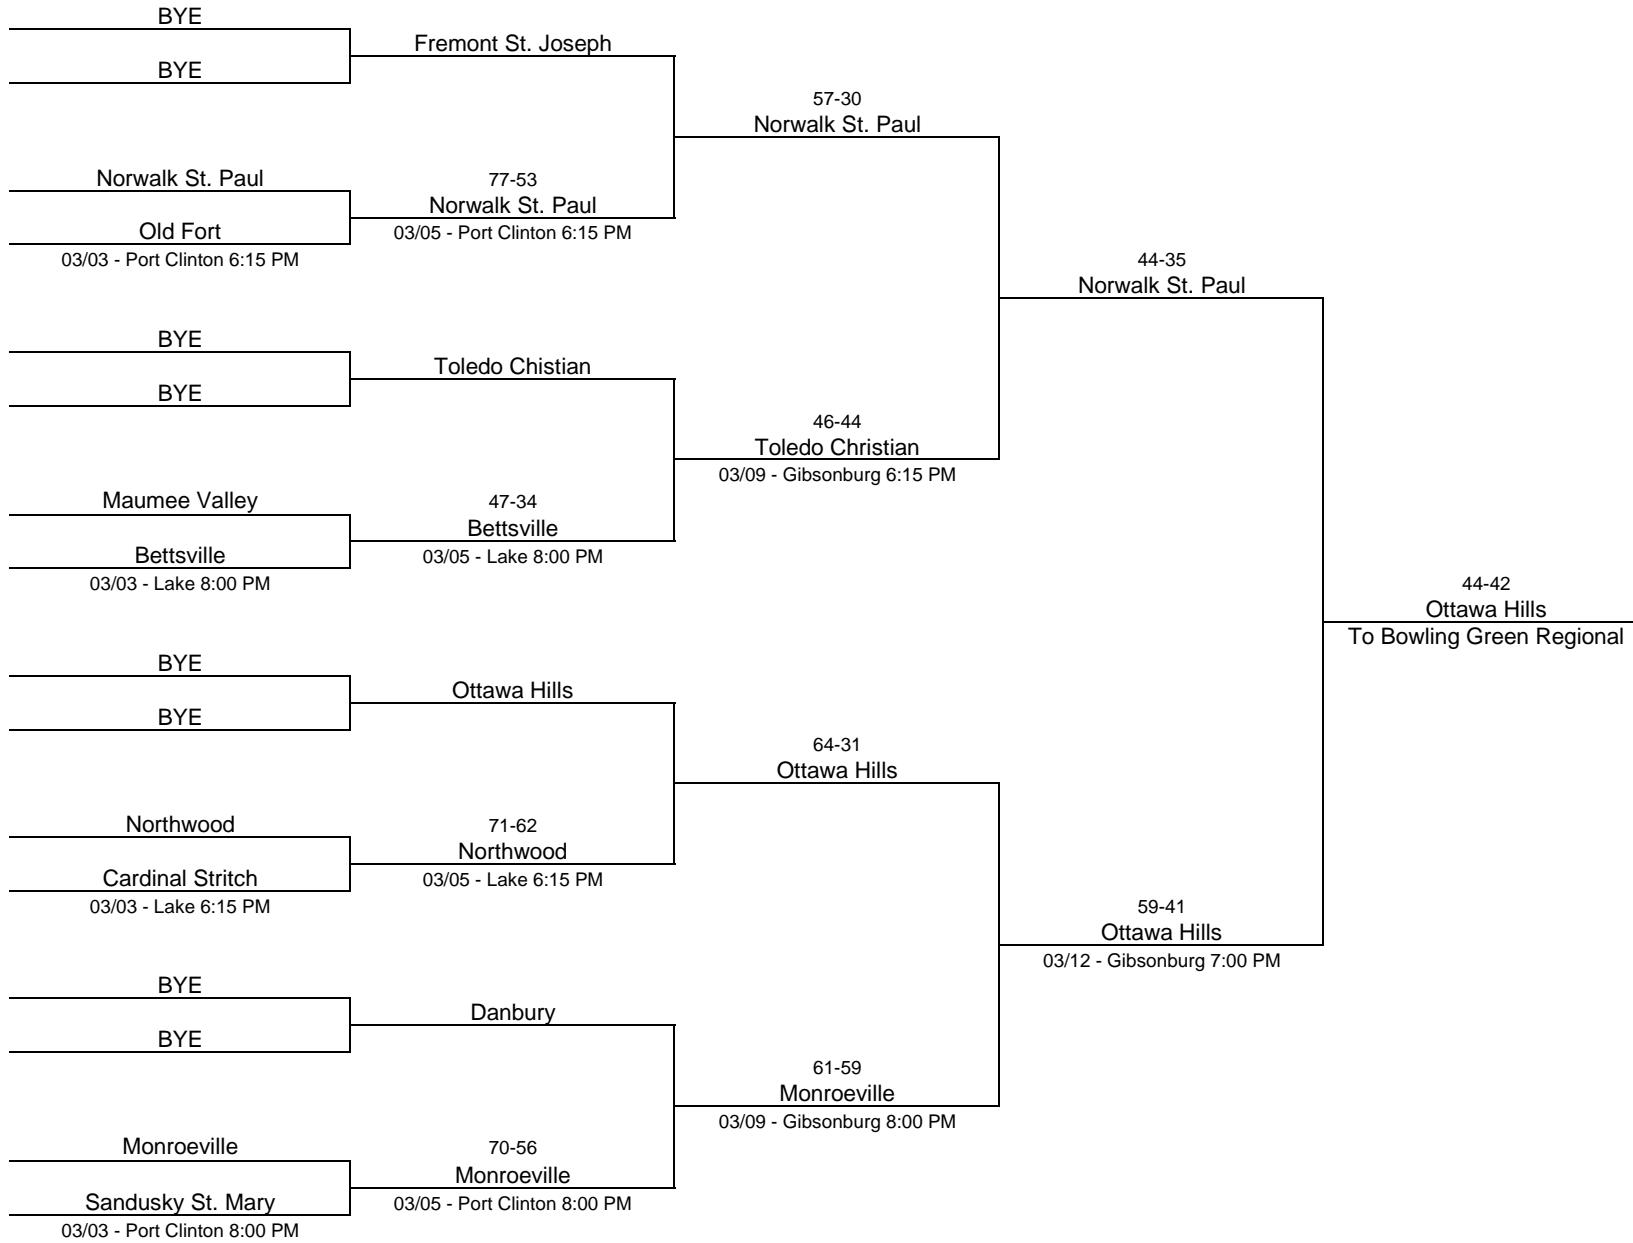 BYE
Fremont St. Joseph
BYE
57-30
Norwalk St. Paul
Norwalk St. Paul
77-53
Norwalk St. Paul
Old Fort
03/05 - Port Clinton 6:15 PM
03/03 - Port Clinton 6:15 PM
44-35
Norwalk St. Paul
BYE
Toledo Chistian
BYE
46-44
Toledo Christian
03/09 - Gibsonburg 6:15 PM
Maumee Valley
47-34
Bettsville
Bettsville
03/05 - Lake 8:00 PM
03/03 - Lake 8:00 PM
44-42
Ottawa Hills
To Bowling Green Regional
BYE
Ottawa Hills
BYE
64-31
Ottawa Hills
Northwood
71-62
Northwood
Cardinal Stritch
03/05 - Lake 6:15 PM
03/03 - Lake 6:15 PM
59-41
Ottawa Hills
03/12 - Gibsonburg 7:00 PM
BYE
Danbury
BYE
61-59
Monroeville
03/09 - Gibsonburg 8:00 PM
Monroeville
70-56
Monroeville
Sandusky St. Mary
03/05 - Port Clinton 8:00 PM
03/03 - Port Clinton 8:00 PM